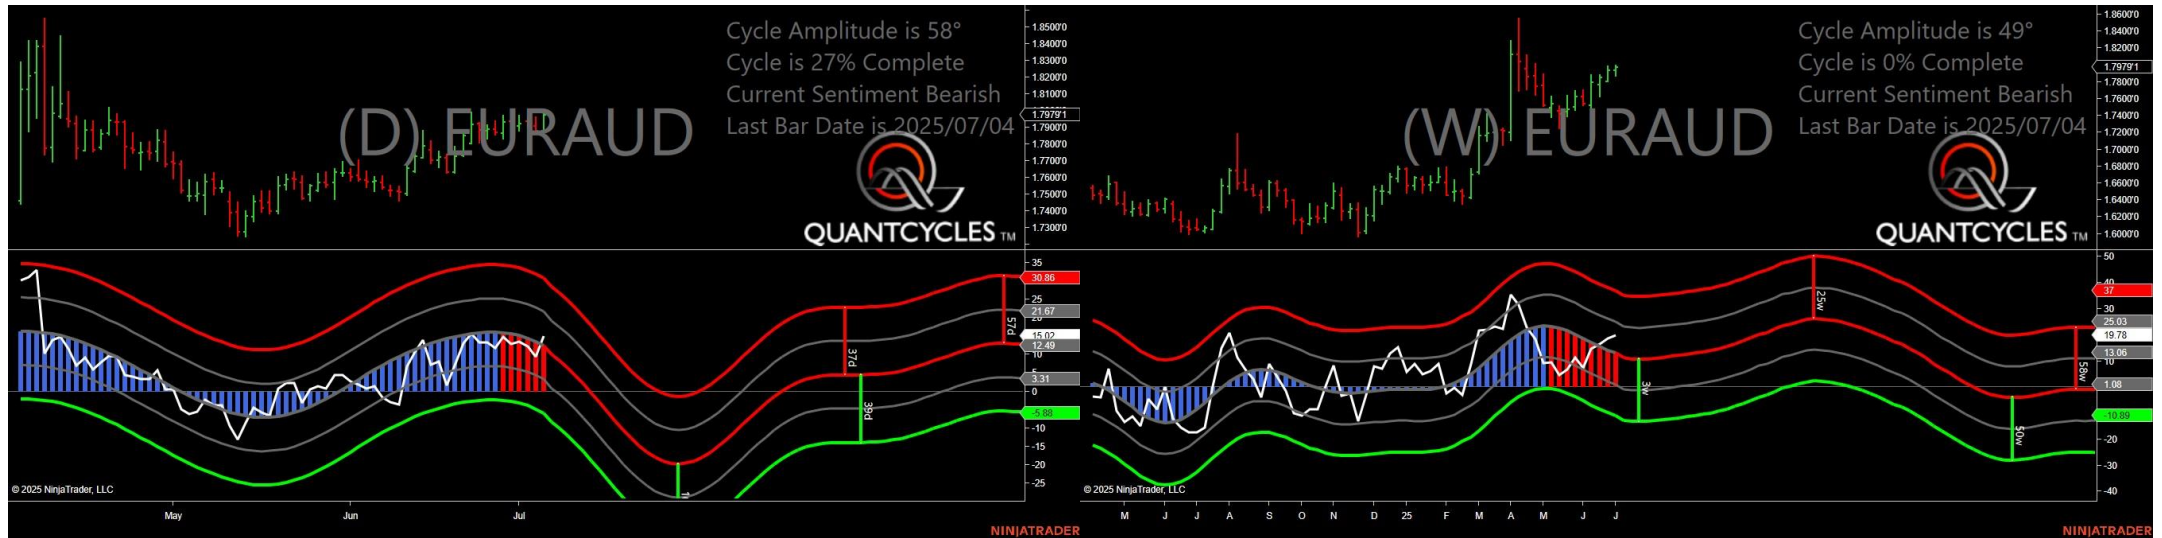 Cycle Amplitude is 58°
Cycle is 27% Complete
Current Sentiment Bearish
Last Bar Date is 2025/07/04
(D) EURAUD
QUANTCYCLES TM
1.8500'0
1.8400'0
1.8300'0
1.8200'0
1.8100'0
1.7979'1
1.7900'0
1.7800'0
1.7700'0
1.7600'0
1.7500'0
1.7400'0
1.7300'0
35
30.86
25
21.67
20
15.02
12.49
10
3.31
0
-5.88
-10
-15
-20
-25
37d
39d
57d
© 2025 NinjaTrader, LLC
May
Jun
Jul
NINJATRADER
Cycle Amplitude is 49°
Cycle is 0% Complete
Current Sentiment Bearish
Last Bar Date is 2025/07/04
(W) EURAUD
QUANTCYCLES TM
1.8600'0
1.8400'0
1.8200'0
1.7979'1
1.7800'0
1.7600'0
1.7400'0
1.7200'0
1.7000'0
1.6800'0
1.6600'0
1.6400'0
1.6200'0
1.6000'0
50
40
37
30
25.03
19.78
13.06
10
1.08
-10.89
-20
-30
-40
3w
25w
50w
58w
© 2025 NinjaTrader, LLC
M
J
J
A
S
O
N
D
25
F
M
A
M
J
J
NINJATRADER